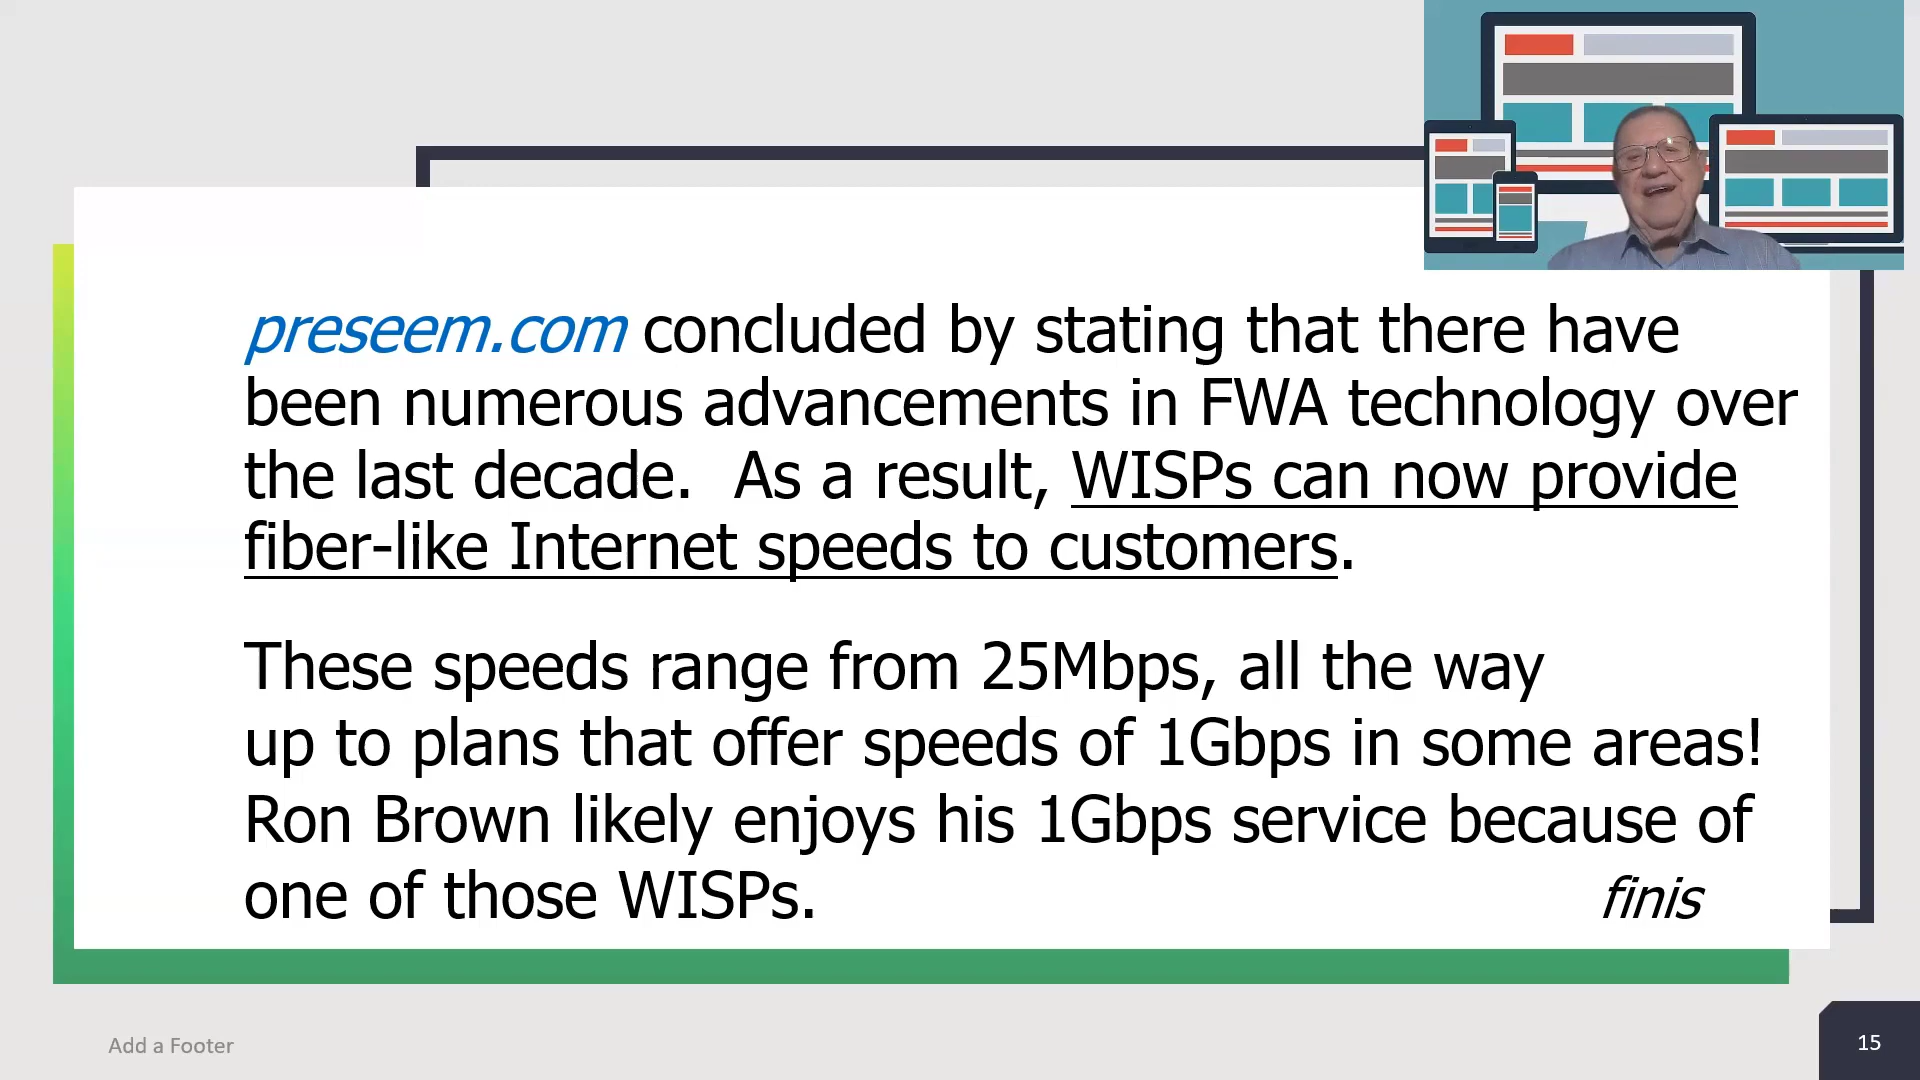 preseem.com concluded by stating that there have
been numerous advancements in FWA technology over
the last decade.  As a result, WISPs can now provide
fiber-like Internet speeds to customers.
These speeds range from 25Mbps, all the way
up to plans that offer speeds of 1Gbps in some areas!
Ron Brown likely enjoys his 1Gbps service because of
one of those WISPs.
finis
Add a Footer
15